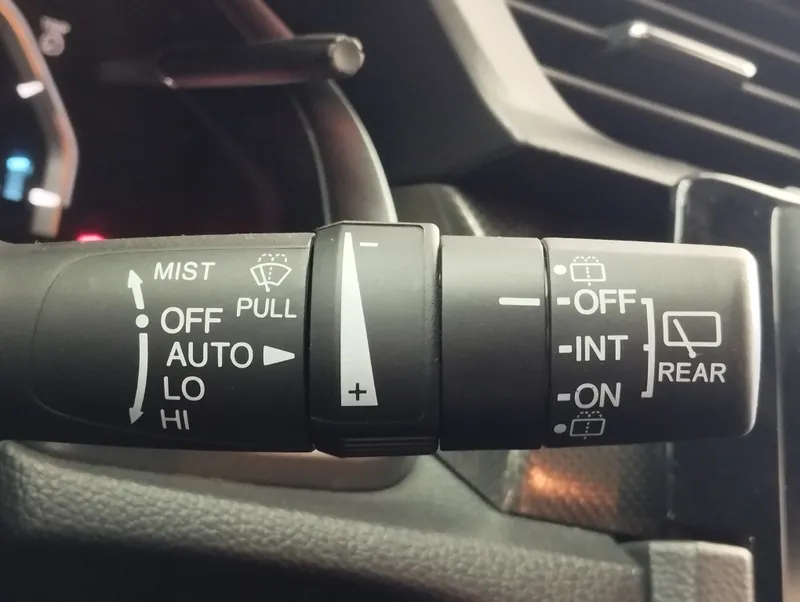 MIST
PULL
OFF
AUTO
LO
HI
-
+
OFF
INT
ON
REAR